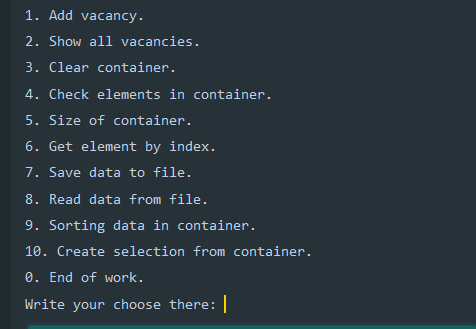 1. Add vacancy.
2. Show all vacancies.
3. Clear container.
4. Check elements in container.
5. Size of container.
6. Get element by index.
7. Save data to file.
8. Read data from file.
9. Sorting data in container.
10. Create selection from container.
0. End of work.
Write your choose there: